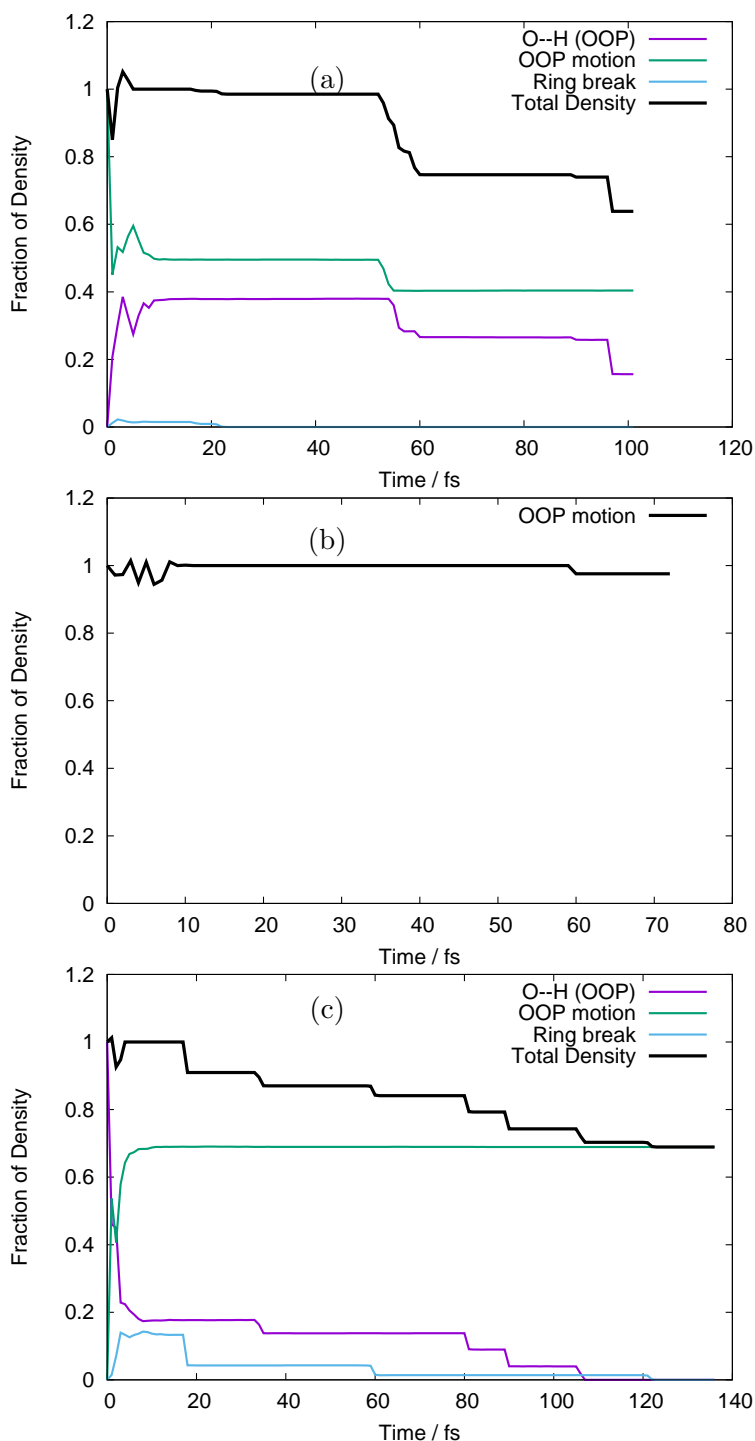 1.2
O--H (OOP)
(a)
OOP motion
1
Ring break
Total Density
0.8
Fraction of Density
0.6
0.4
0.2
0
0 20 40 60 80 100 120
Time / fs
1.2
OOP motion
(b)
1
0.8
Fraction of Density
0.6
0.4
0.2
0
0 10 20 30 40 50 60 70 80
Time / fs
1.2
O--H (OOP)
(c)
OOP motion
1
Ring break
Total Density
0.8
Fraction of Density
0.6
0.4
0.2
0
0 20 40 60 80 100 120 140
Time / fs